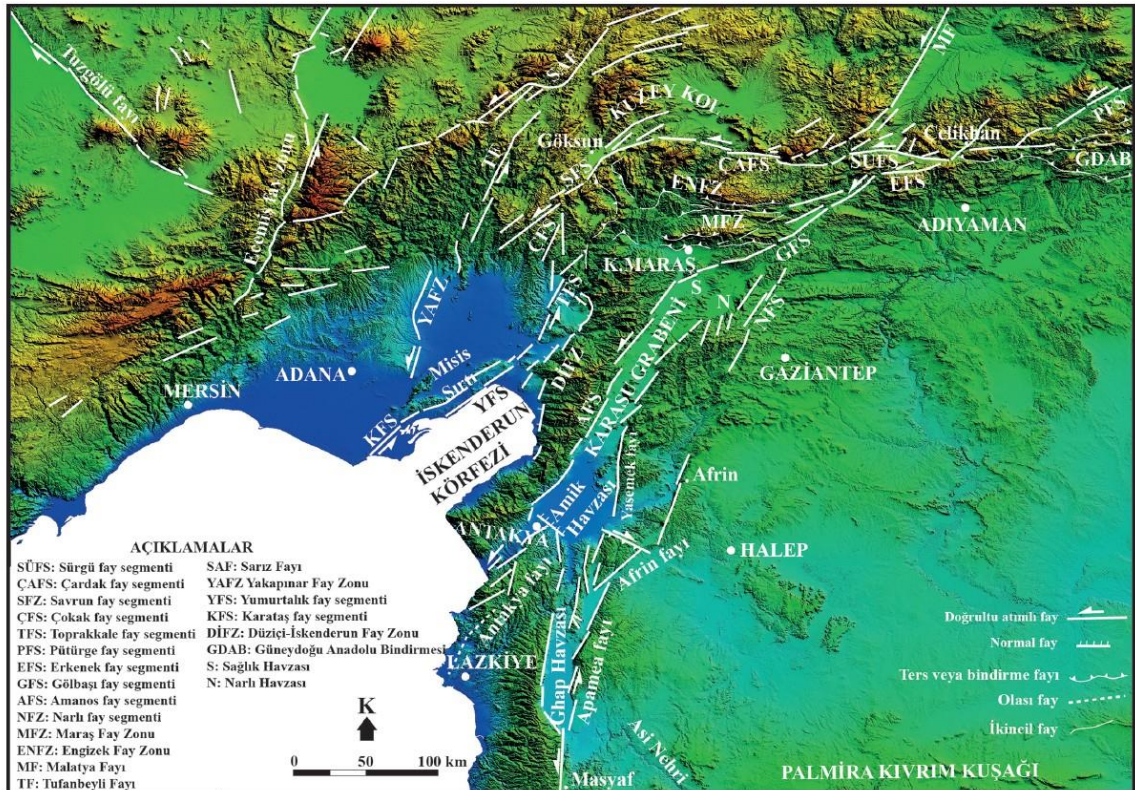 Tuzgölü fayı
Ecemiş fay zonu
SAF
KUZEY KOL
MF
PFS
Göksun
TF
SFS
ÇAFS
SÜFS
Çelikhan
GDAB
EFS
ENFZ
MFZ
ADIYAMAN
ÇFS
K.MARAŞ
GFS
S
N
NFS
TFS
YAFZ
ADANA
MERSİN
Misis
Sırtı
DİFZ
GAZİANTEP
KARASU GRABENİ
AFS
KFS
YFS
İSKENDERUN
KÖRFEZİ
Yasemek fayı
Amik
Havzası
Afrin
ANTAKYA
HALEP
Afrin fayı
Antakya fayı
LAZKİYE
Ghap Havzası
Apamea fayı
Asi Nehri
Masyaf
PALMİRA KIVRIM KUŞAĞI
AÇIKLAMALAR
SÜFS: Sürgü fay segmenti
ÇAFS: Çardak fay segmenti
SFZ: Savrun fay segmenti
ÇFS: Çokak fay segmenti
TFS: Toprakkale fay segmenti
PFS: Pütürge fay segmenti
EFS: Erkenek fay segmenti
GFS: Gölbaşı fay segmenti
AFS: Amanos fay segmenti
NFZ: Narlı fay segmenti
MFZ: Maraş Fay Zonu
ENFZ: Engizek Fay Zonu
MF: Malatya Fayı
TF: Tufanbeyli Fayı
SAF: Sarız Fayı
YAFZ Yakapınar Fay Zonu
YFS: Yumurtalık fay segmenti
KFS: Karataş fay segmenti
DİFZ: Düziçi-İskenderun Fay Zonu
GDAB: Güneydoğu Anadolu Bindirmesi
S: Sağlık Havzası
N: Narlı Havzası
K
0 50 100 km
Doğrultu atımlı fay
Normal fay
Ters veya bindirme fayı
Olası fay
İkincil fay